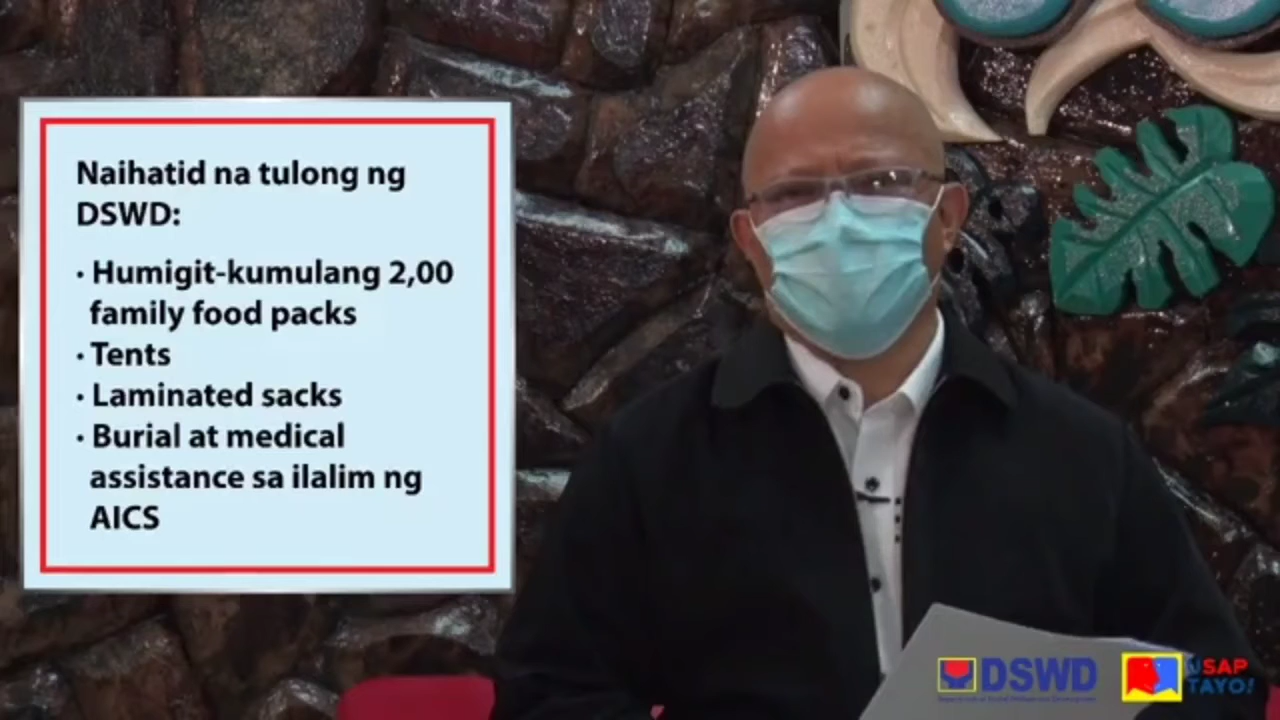 Naihatid na tulong ng
DSWD:
· Humigit-kumulang 2,00
family food packs
· Tents
· Laminated sacks
· Burial at medical
assistance sa ilalim ng
AICS
DSWD
USAP
TAYO!